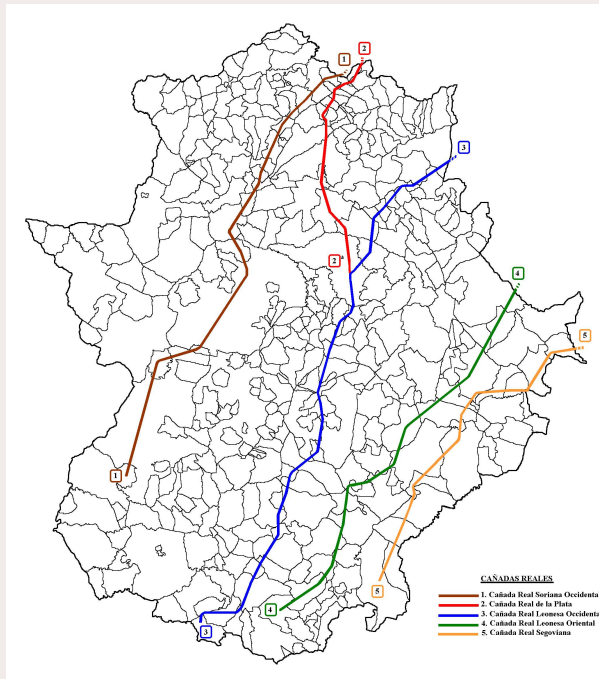 1
2
3
2
4
5
1
5
4
3
CAÑADAS REALES
1. Cañada Real Soriana Occidental
2. Cañada Real de la Plata
3. Cañada Real Leonesa Occidenta
4. Cañada Real Leonesa Oriental
5. Cañada Real Segoviana